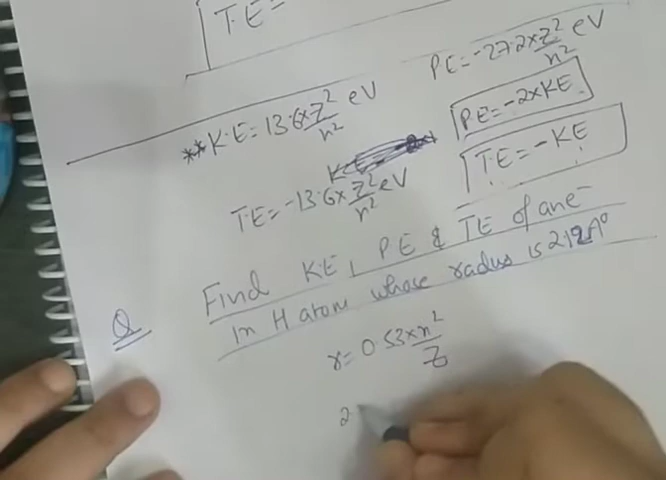 T.E=
**K.E=13.6×Z²/n² eV
PE=-27.2×Z²/n² eV
PE=-2×KE
TE=-KE
T.E=-13.6×Z²/n² eV
Q Find KE, PE & TE of an e⁻
in H atom whose radius is 2.12A°
r=0.53×n²/Z
2.